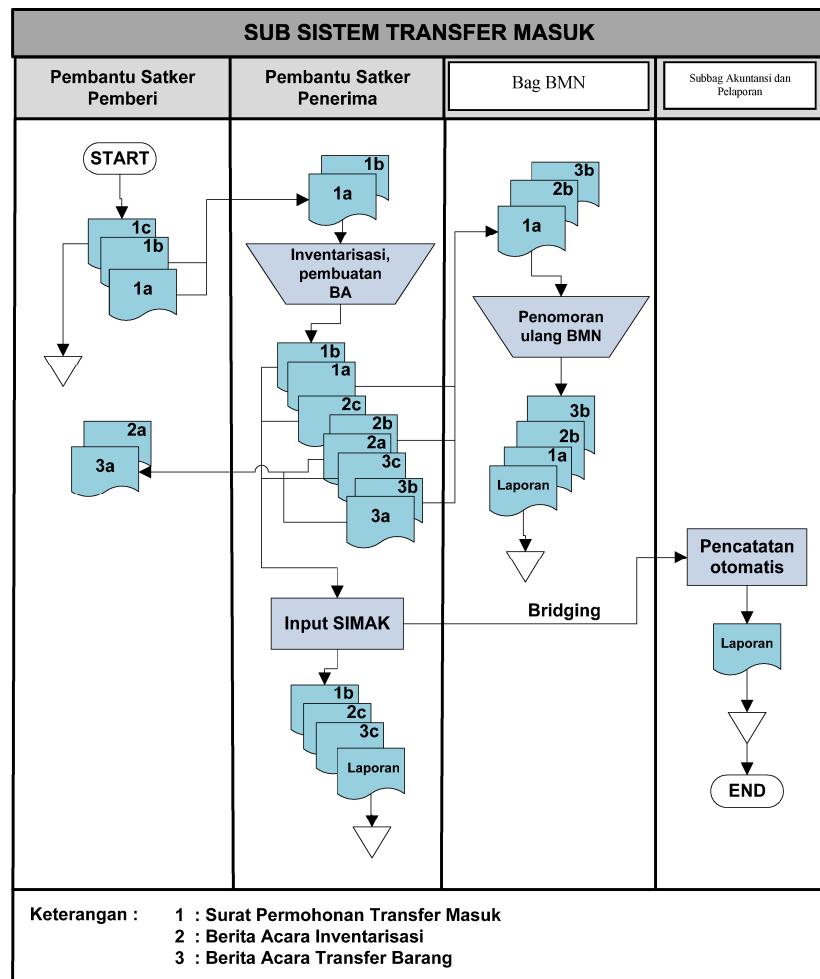 SUB SISTEM TRANSFER MASUK
Pembantu Satker
Pemberi
Pembantu Satker
Penerima
Bag BMN
Subbag Akuntansi dan
Pelaporan
START
1c
1b
1a
2a
3a
1b
1a
Inventarisasi,
pembuatan
BA
1b
1a
2c
2b
2a
3c
3b
3a
Input SIMAK
1b
2c
3c
Laporan
3b
2b
1a
Penomoran
ulang BMN
3b
2b
1a
Laporan
Bridging
Pencatatan
otomatis
Laporan
END
Keterangan :
1 : Surat Permohonan Transfer Masuk
2 : Berita Acara Inventarisasi
3 : Berita Acara Transfer Barang